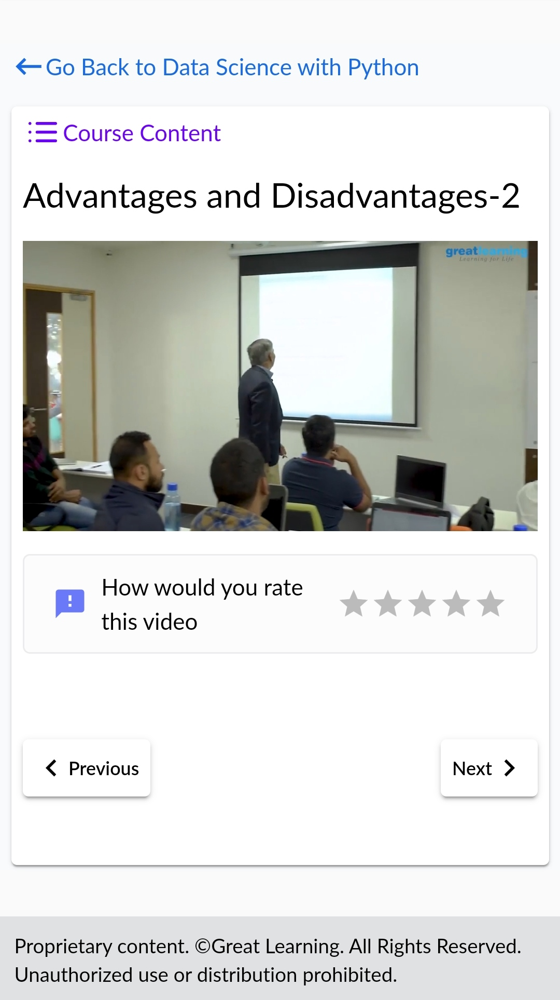 Go Back to Data Science with Python
Course Content
Advantages and Disadvantages-2
greatlearning
Learning for Life
How would you rate
this video
Previous
Next
Proprietary content. ©Great Learning. All Rights Reserved.
Unauthorized use or distribution prohibited.